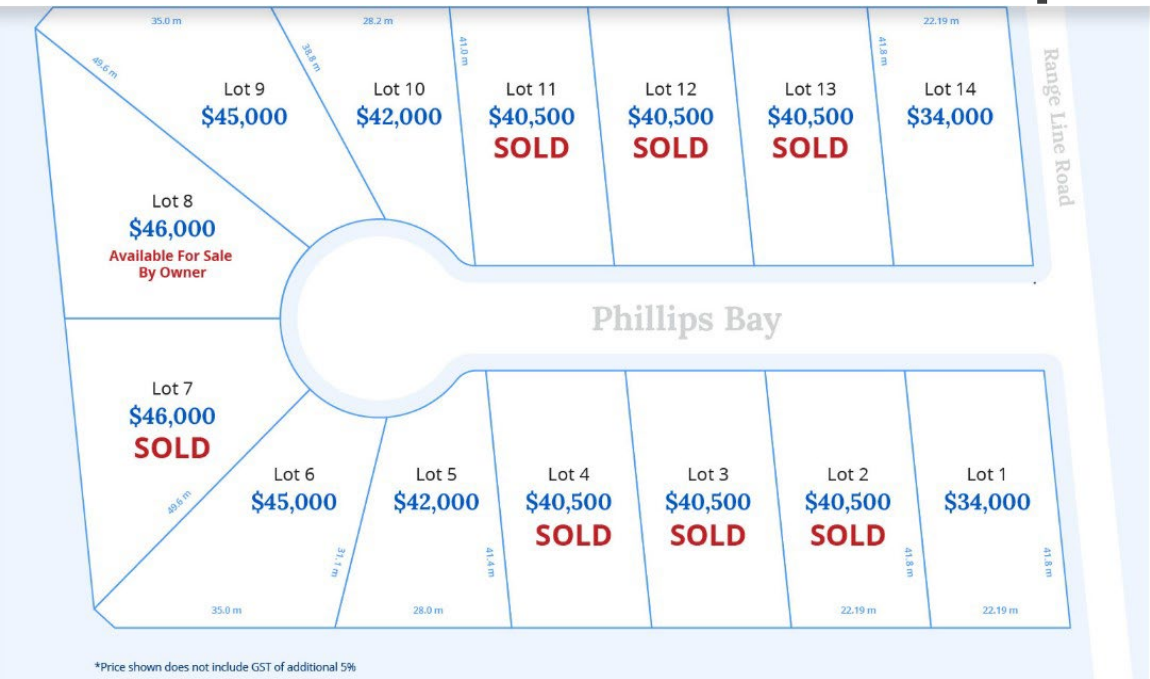 35.0 m
28.2 m
22.19 m
49.6 m
38.8 m
41.0 m
41.8 m
Range Line Road
Lot 9
$45,000
Lot 10
$42,000
Lot 11
$40,500
SOLD
Lot 12
$40,500
SOLD
Lot 13
$40,500
SOLD
Lot 14
$34,000
Lot 8
$46,000
Available For Sale
By Owner
Phillips Bay
Lot 7
$46,000
SOLD
Lot 6
$45,000
Lot 5
$42,000
Lot 4
$40,500
SOLD
Lot 3
$40,500
SOLD
Lot 2
$40,500
SOLD
Lot 1
$34,000
49.6 m
31.1 m
41.4 m
41.8 m
41.8 m
35.0 m
28.0 m
22.19 m
22.19 m
*Price shown does not include GST of additional 5%